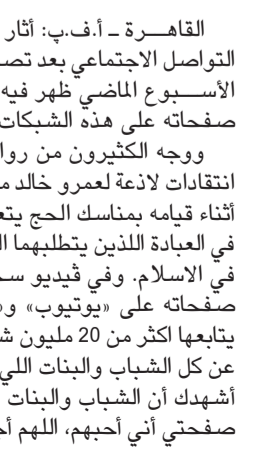 القاهـــرة ــ أ.ف.پ: أثار
التواصل الاجتماعي بعد تصـ
الأســـبوع الماضي ظهر فيه
صفحاته على هذه الشبكات
ووجه الكثيرون من روا
انتقادات لاذعة لعمرو خالد مـ
أثناء قيامه بمناسك الحج يتعـ
في العبادة اللذين يتطلبهما الـ
في الاسلام. وفي ڤيديو سـ
صفحاته على «يوتيوب» و«
يتابعها اكثر من 20 مليون شـ
عن كل الشباب والبنات اللي
أشهدك أن الشباب والبنات
صفحتي أني أحبهم، اللهم أحـ